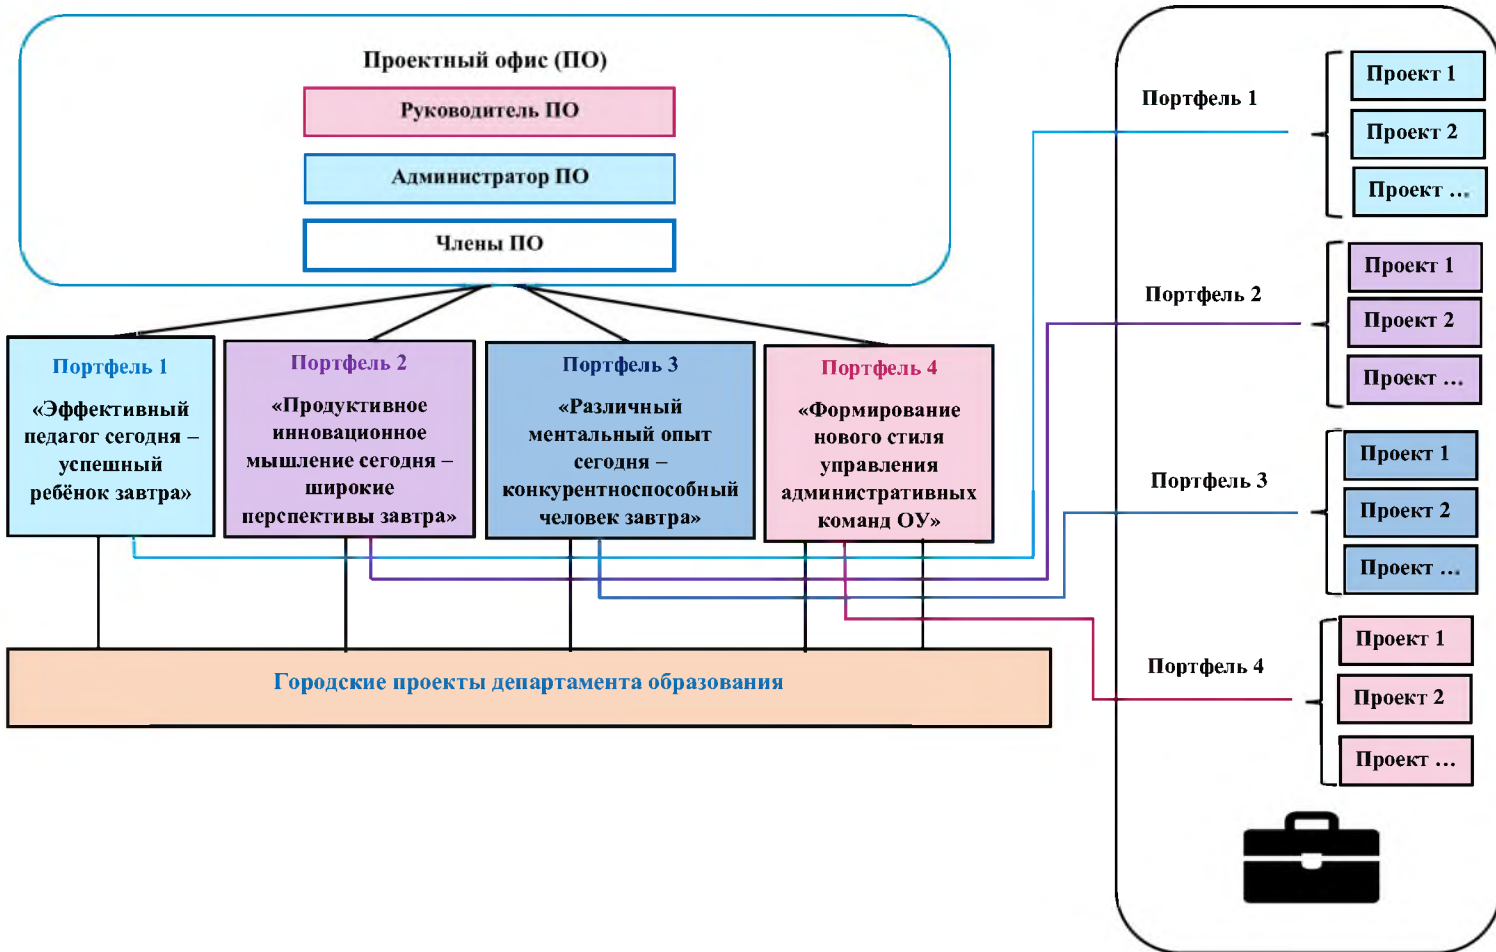 Проектный офис (ПО)
Руководитель ПО
Администратор ПО
Члены ПО
Портфель 1
«Эффективный
педагог сегодня –
успешный
ребёнок завтра»
Портфель 2
«Продуктивное
инновационное
мышление сегодня –
широкие
перспективы завтра»
Портфель 3
«Различный
ментальный опыт
сегодня –
конкурентноспособный
человек завтра»
Портфель 4
«Формирование
нового стиля
управления
административных
команд ОУ»
Городские проекты департамента образования
Портфель 1
Проект 1
Проект 2
Проект ...
Портфель 2
Проект 1
Проект 2
Проект ...
Портфель 3
Проект 1
Проект 2
Проект ...
Портфель 4
Проект 1
Проект 2
Проект ...